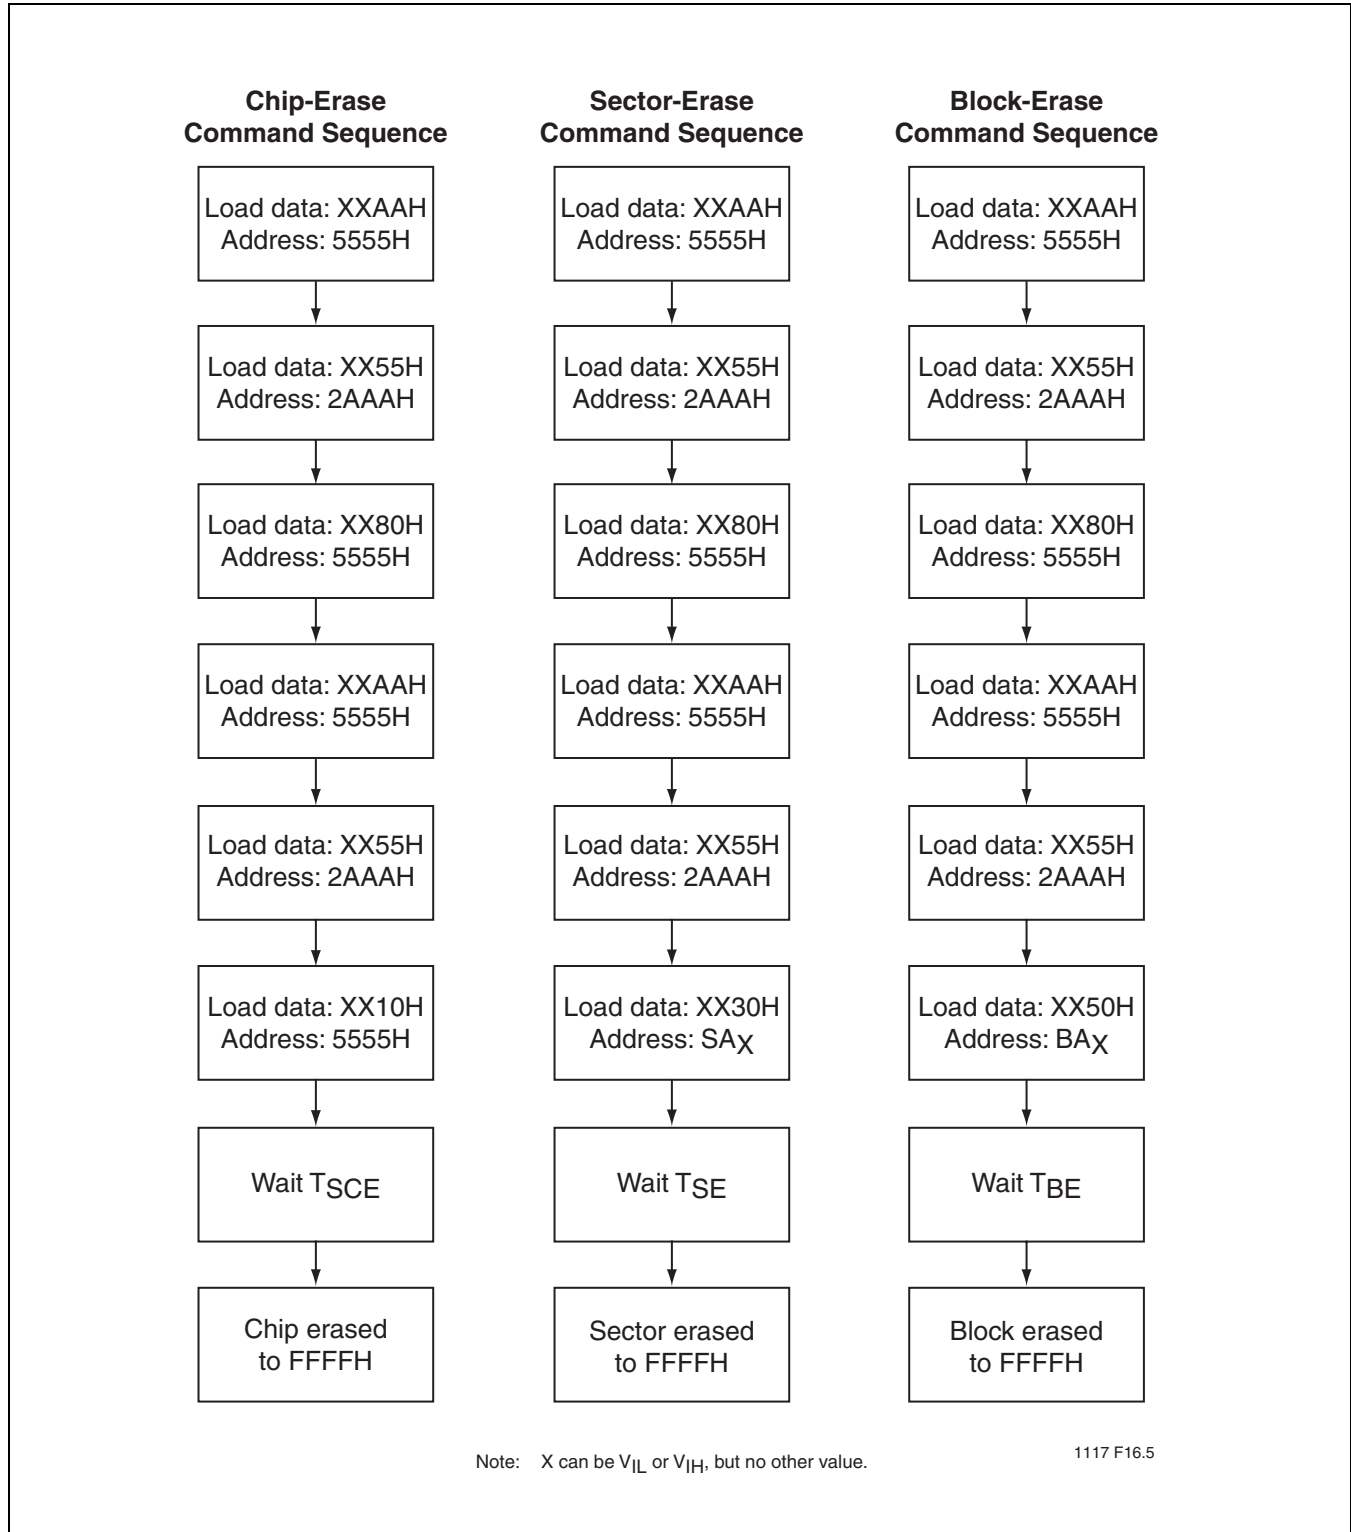 Chip-Erase
Command Sequence
Load data: XXAAH
Address: 5555H
Load data: XX55H
Address: 2AAAH
Load data: XX80H
Address: 5555H
Load data: XXAAH
Address: 5555H
Load data: XX55H
Address: 2AAAH
Load data: XX10H
Address: 5555H
Wait TSCE
Chip erased
to FFFFH
Sector-Erase
Command Sequence
Load data: XXAAH
Address: 5555H
Load data: XX55H
Address: 2AAAH
Load data: XX80H
Address: 5555H
Load data: XXAAH
Address: 5555H
Load data: XX55H
Address: 2AAAH
Load data: XX30H
Address: SAX
Wait TSE
Sector erased
to FFFFH
Block-Erase
Command Sequence
Load data: XXAAH
Address: 5555H
Load data: XX55H
Address: 2AAAH
Load data: XX80H
Address: 5555H
Load data: XXAAH
Address: 5555H
Load data: XX55H
Address: 2AAAH
Load data: XX50H
Address: BAX
Wait TBE
Block erased
to FFFFH
Note: X can be VIL or VIH, but no other value.
1117 F16.5